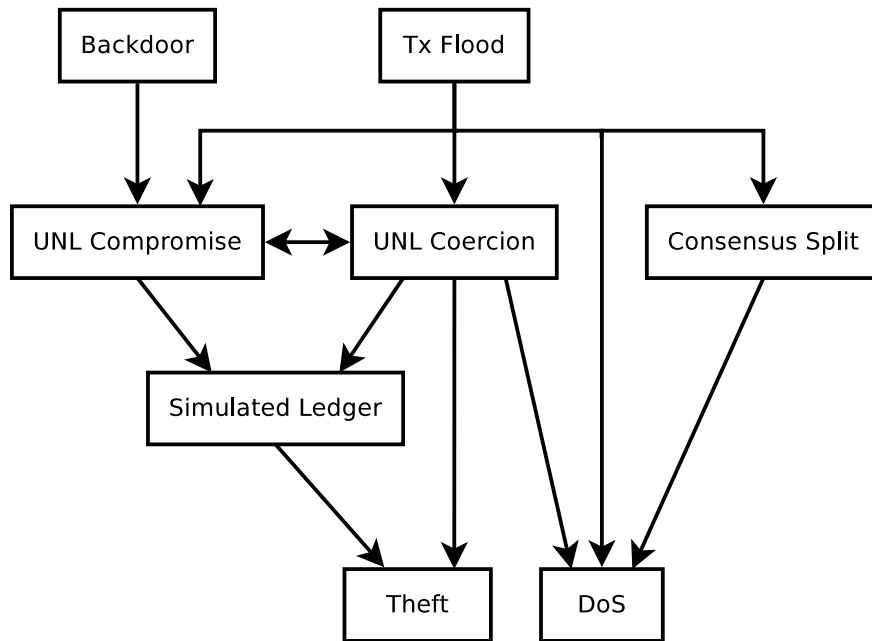 Backdoor
Tx Flood
UNL Compromise
UNL Coercion
Consensus Split
Simulated Ledger
Theft
DoS